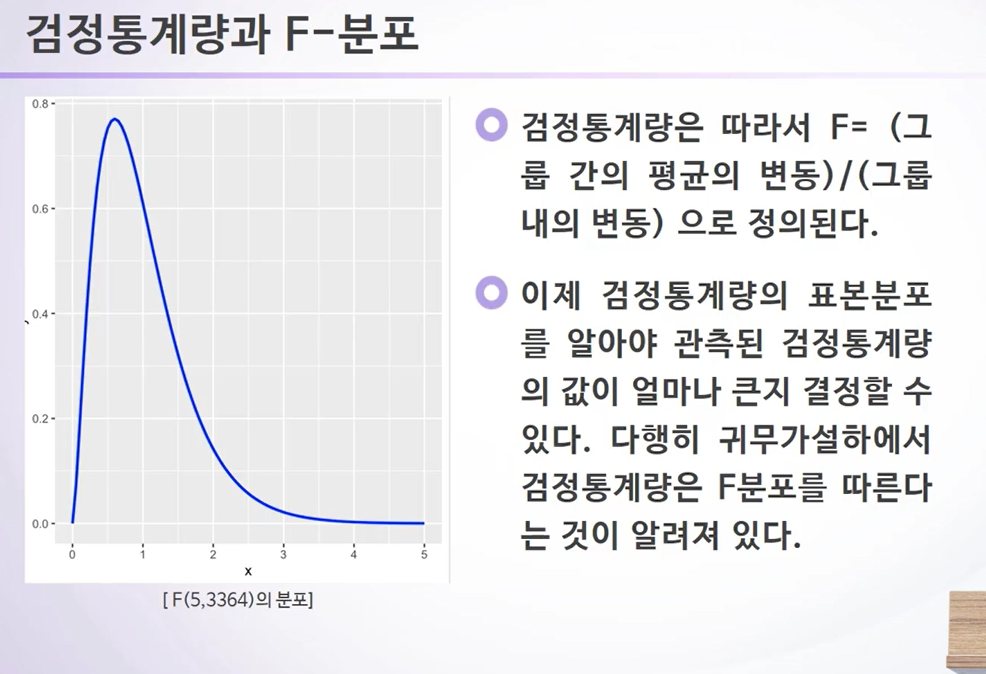 검정통계량과 F-분포
0.8
0.6
0.4
0.2
0.0
0 1 2 3 4 5
x
[ F(5,3364)의 분포]
검정통계량은 따라서 F= (그
룹 간의 평균의 변동)/(그룹
내의 변동) 으로 정의된다.
이제 검정통계량의 표본분포
를 알아야 관측된 검정통계량
의 값이 얼마나 큰지 결정할 수
있다. 다행히 귀무가설하에서
검정통계량은 F분포를 따른다
는 것이 알려져 있다.